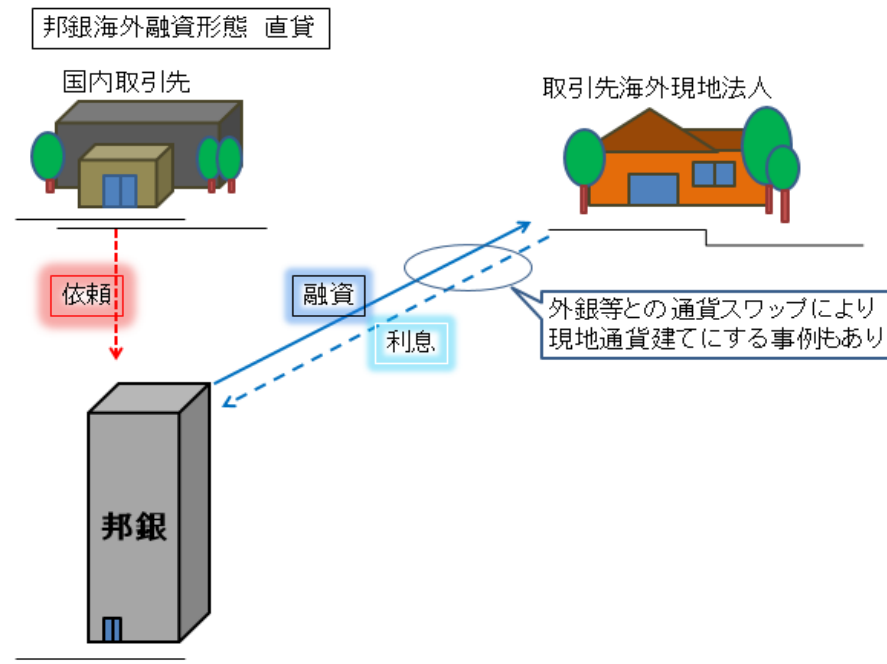 邦銀海外融資形態 直貸
国内取引先
取引先海外現地法人
依頼
融資
利息
外銀等との通貨スワップにより
現地通貨建てにする事例もあり
邦銀